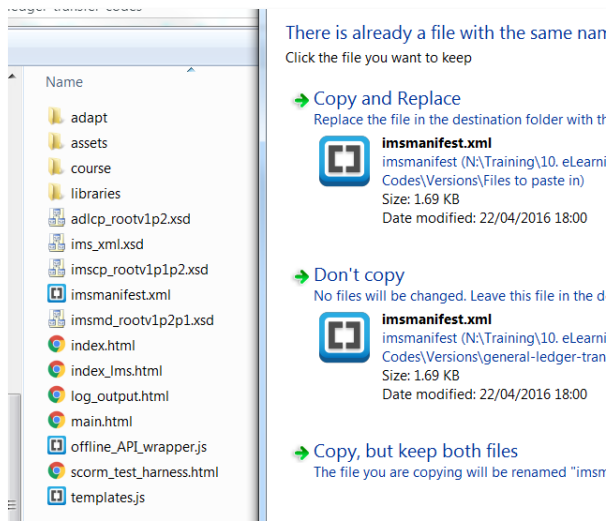 ledger-transfer-codes
Name
adapt
assets
course
libraries
adlcp_rootv1p2.xsd
ims_xml.xsd
imscp_rootv1p1p2.xsd
imsmanifest.xml
imsmd_rootv1p2p1.xsd
index.html
index_lms.html
log_output.html
main.html
offline_API_wrapper.js
scorm_test_harness.html
templates.js
There is already a file with the same nam
Click the file you want to keep
Copy and Replace
Replace the file in the destination folder with th
imsmanifest.xml
imsmanifest (N:\Training\10. eLearni
Codes\Versions\Files to paste in)
Size: 1.69 KB
Date modified: 22/04/2016 18:00
Don't copy
No files will be changed. Leave this file in the de
imsmanifest.xml
imsmanifest (N:\Training\10. eLearni
Codes\Versions\general-ledger-tran
Size: 1.69 KB
Date modified: 22/04/2016 18:00
Copy, but keep both files
The file you are copying will be renamed "imsm